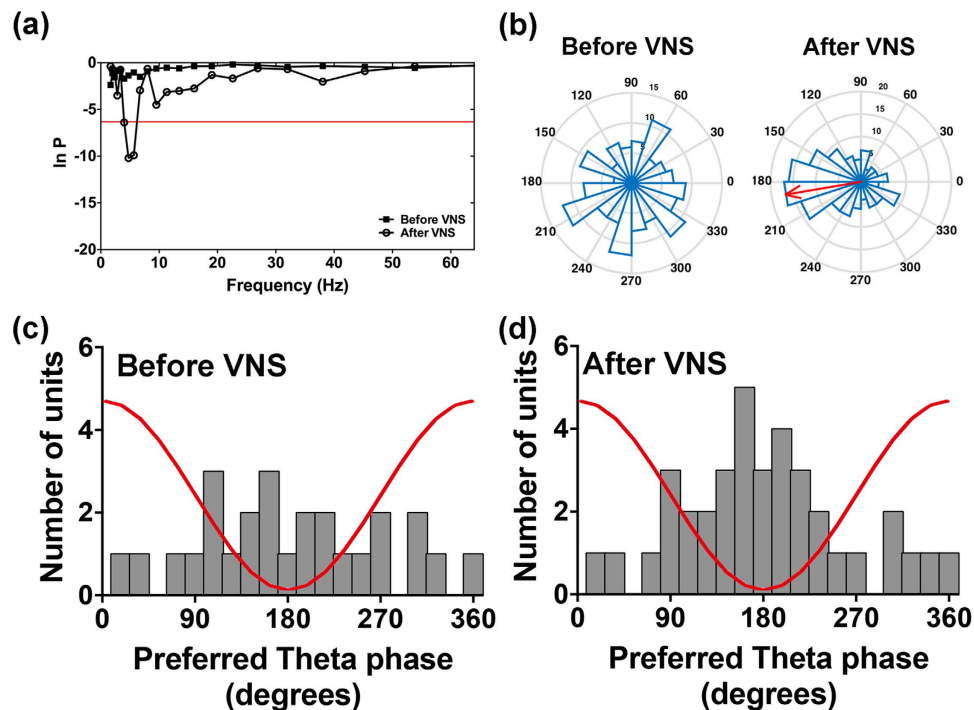 (a)
0
-5
-10
-15
-20
ln P
Before VNS
After VNS
0 10 20 30 40 50 60
Frequency (Hz)
(b)
Before VNS
90
120 15 60
10
150 5 30
180 0
210 330
240 300
270
After VNS
90
120 20 60
15
150 10 30
5
180 0
210 330
240 300
270
(c)
Before VNS
Number of units
6
4
2
0
0 90 180 270 360
Preferred Theta phase
(degrees)
(d)
After VNS
Number of units
6
4
2
0
0 90 180 270 360
Preferred Theta phase
(degrees)